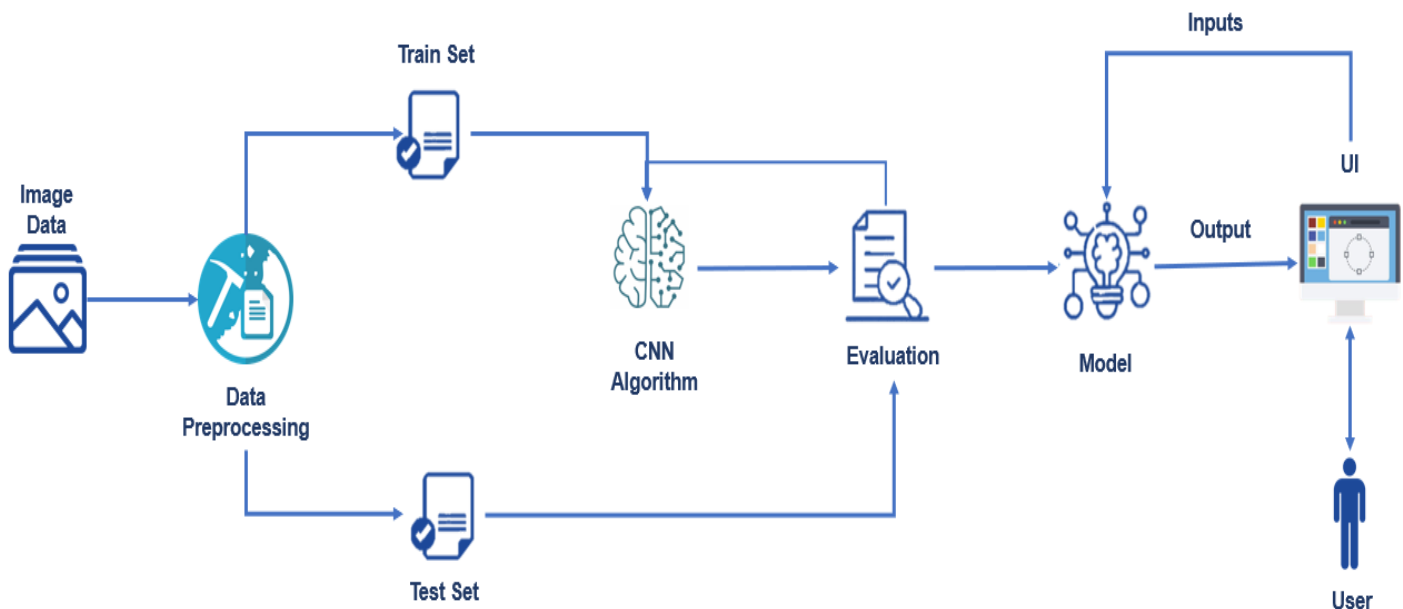 Inputs
Train Set
UI
Image
Data
Output
CNN
Algorithm
Evaluation
Model
Data
Preprocessing
Test Set
User